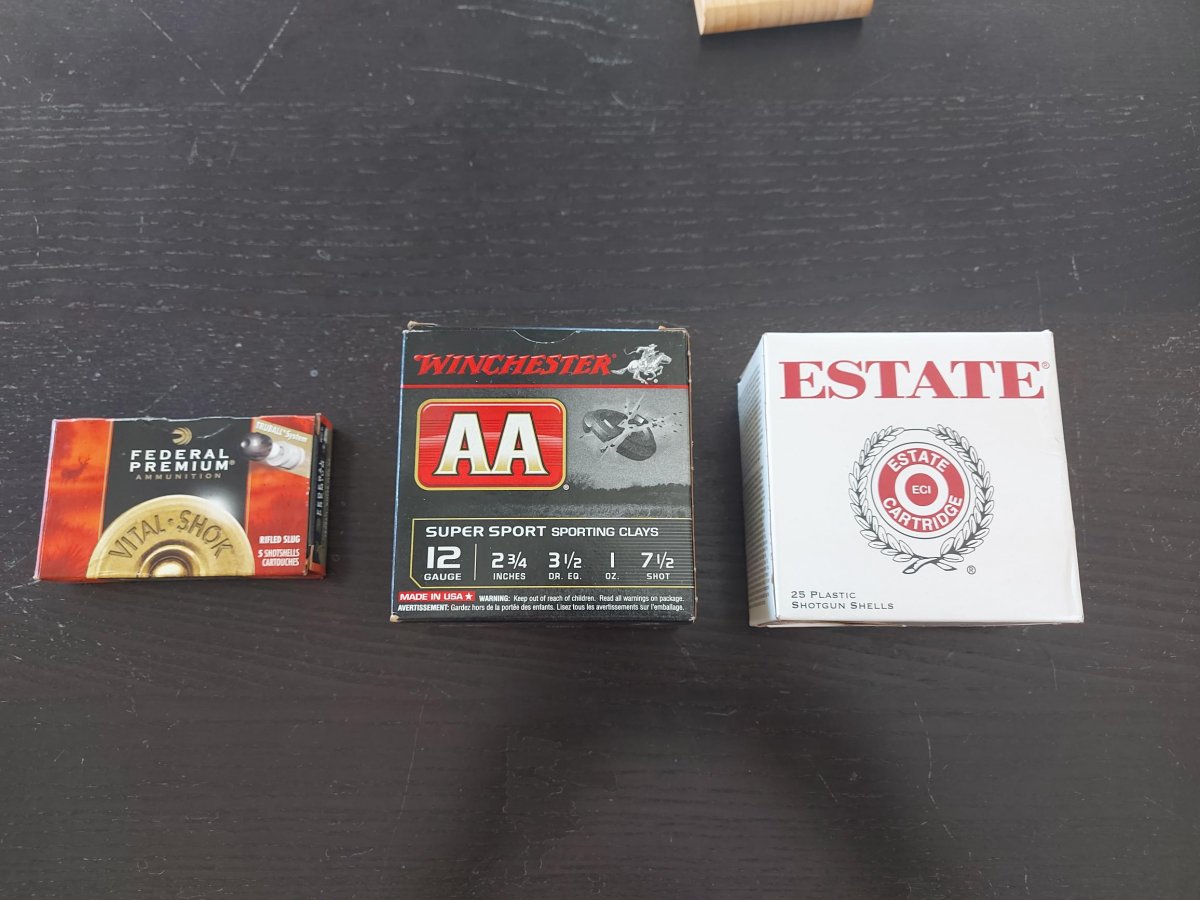 FEDERAL
PREMIUM®
AMMUNITION
TRUBALL® System
VITAL·SHOK
RIFLED SLUG
5 SHOTSHELLS
CARTOUCHES
WINCHESTER®
AA®
SUPER SPORT SPORTING CLAYS
12 2 3/4 3 1/2 1 7 1/2
GAUGE INCHES DR. EQ. OZ. SHOT
MADE IN USA ★ WARNING: Keep out of reach of children. Read all warnings on package.
AVERTISSEMENT: Gardez hors de la portée des enfants. Lisez tous les avertissements sur l'emballage.
ESTATE®
ESTATE
ECI
CARTRIDGE
®
25 PLASTIC
SHOTGUN SHELLS